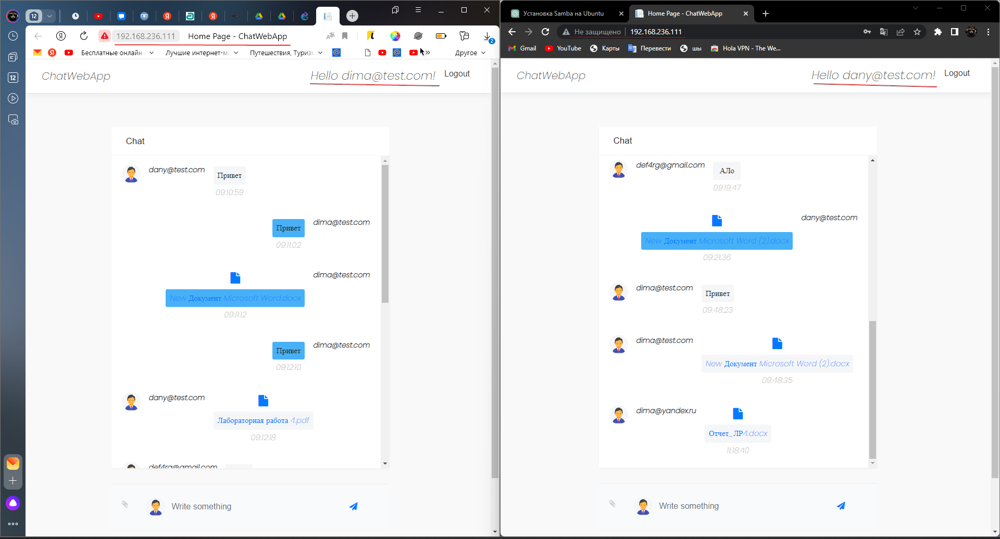 12
192.168.236.111 Home Page - ChatWebApp
2
Бесплатные онлайн
Лучшие интернет-ма
Путешествия, Туризм
Другое
12
ChatWebApp
Hello dima@test.com!
Logout
Chat
dany@test.com
Привет
09:10:59
dima@test.com
Привет
09:11:02
dima@test.com
New Документ Microsoft Word.docx
09:11:12
dima@test.com
Привет
09:12:10
dany@test.com
Лабораторная работа 4.pdf
09:12:18
def4rg@gmail.com
Write something
Установка Samba на Ubuntu
Home Page - ChatWebApp
Не защищено 192.168.236.111
Gmail
YouTube
Карты
Перевести
шы
Hola VPN - The We...
ChatWebApp
Hello dany@test.com!
Logout
Chat
def4rg@gmail.com
АЛо
09:19:47
dany@test.com
New Документ Microsoft Word (2).docx
09:21:36
dima@test.com
Привет
09:48:23
dima@test.com
New Документ Microsoft Word (2).docx
09:48:35
dima@yandex.ru
Отчет_ЛР4.docx
11:18:40
Write something